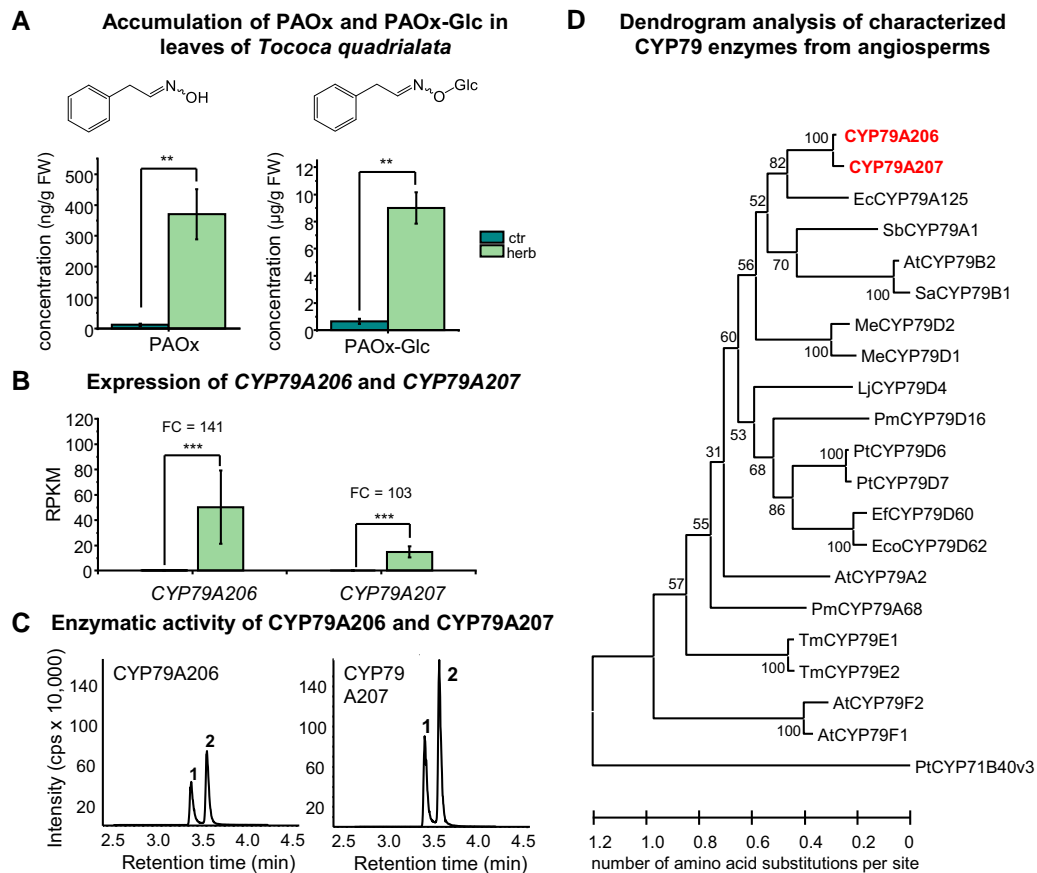 A
Accumulation of PAOx and PAOx-Glc in
leaves of Tococa quadrialata
N
OH
N
O
Glc
concentration (ng/g FW)
500
400
300
200
100
0
**
PAOx
concentration (µg/g FW)
12
10
8
6
4
2
0
**
PAOx-Glc
ctr
herb
B
Expression of CYP79A206 and CYP79A207
RPKM
120
100
80
60
40
20
0
FC = 141
***
FC = 103
***
CYP79A206
CYP79A207
C
Enzymatic activity of CYP79A206 and CYP79A207
Intensity (cps x 10,000)
CYP79A206
140
100
60
20
1
2
2.5 3.0 3.5 4.0 4.5
Retention time (min)
CYP79
A207
140
100
60
20
1
2
2.5 3.0 3.5 4.0 4.5
Retention time (min)
D
Dendrogram analysis of characterized
CYP79 enzymes from angiosperms
100
CYP79A206
CYP79A207
82
EcCYP79A125
52
SbCYP79A1
70
AtCYP79B2
100
SaCYP79B1
56
MeCYP79D2
100
MeCYP79D1
60
LjCYP79D4
53
PmCYP79D16
68
100
PtCYP79D6
PtCYP79D7
86
EfCYP79D60
100
EcoCYP79D62
31
AtCYP79A2
55
PmCYP79A68
57
TmCYP79E1
100
TmCYP79E2
AtCYP79F2
100
AtCYP79F1
PtCYP71B40v3
1.2 1.0 0.8 0.6 0.4 0.2 0
number of amino acid substitutions per site